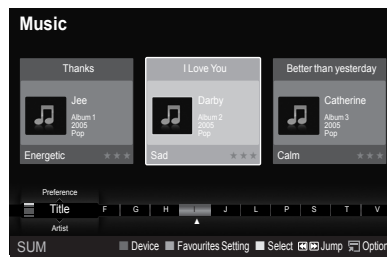 Music
Thanks
I Love You
Better than yesterday
Jee
Album 1
2005
Pop
Darby
Album 2
2005
Pop
Catherine
Album 3
2005
Pop
Energetic
Sad
Calm
Preference
Title F G H I J L P S T V
Artist
SUM Device Favourites Setting Select Jump Option